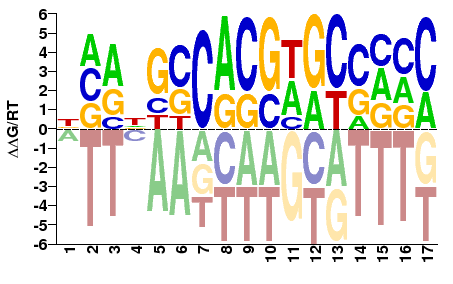 ΔΔG/RT
6
5
4
3
2
1
0
-1
-2
-3
-4
-5
-6
T A
A C G T
A G C T
T C
G C T A
C G T A
C A G T
A G C T
C G A T
G C A T
T A C G
G A C T
C T A G
C G A T
C A G T
C A G T
C A G T
1 2 3 4 5 6 7 8 9 10 11 12 13 14 15 16 17